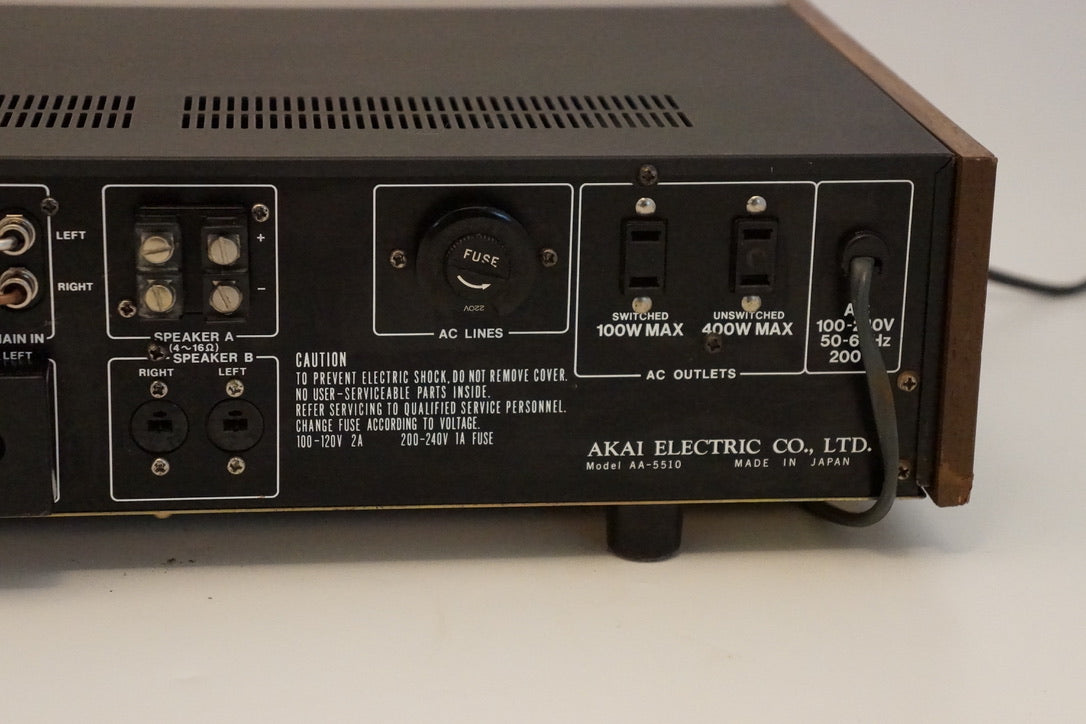 LEFT
RIGHT
MAIN IN
LEFT
+
−
SPEAKER A
(4～16Ω)
SPEAKER B
RIGHT LEFT
FUSE
220V
AC LINES
CAUTION
TO PREVENT ELECTRIC SHOCK, DO NOT REMOVE COVER.
NO USER-SERVICEABLE PARTS INSIDE.
REFER SERVICING TO QUALIFIED SERVICE PERSONNEL.
CHANGE FUSE ACCORDING TO VOLTAGE.
100-120V 2A 200-240V 1A FUSE
SWITCHED
100W MAX
UNSWITCHED
400W MAX
AC OUTLETS
100-
50-
AKAI ELECTRIC CO., LTD.
Model AA-5510 MADE IN JAPAN